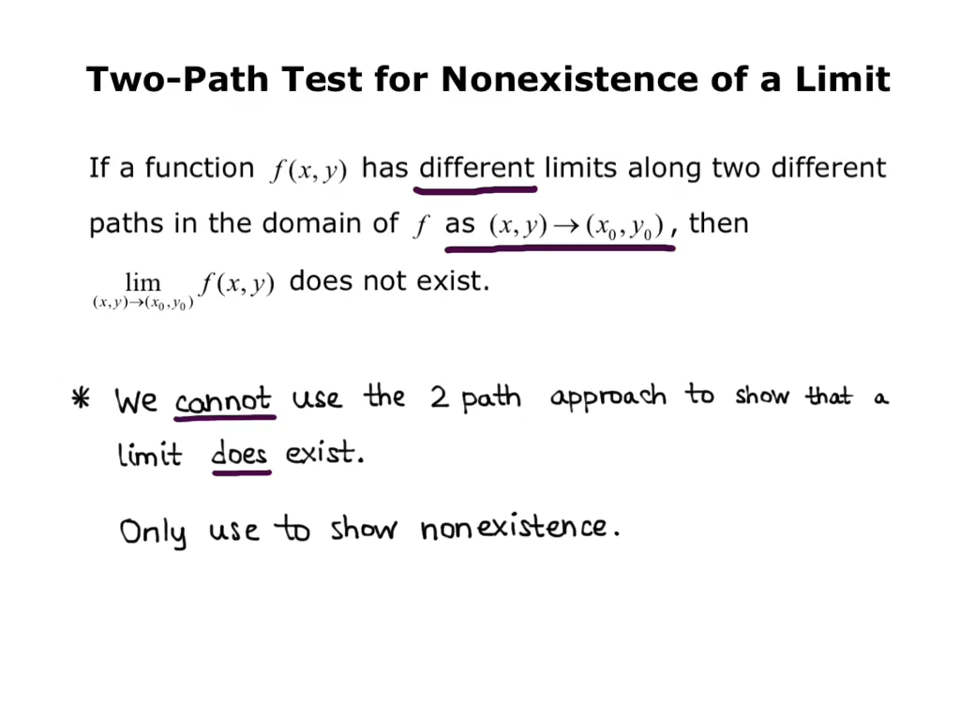 Two-Path Test for Nonexistence of a Limit
If a function f(x, y) has different limits along two different
paths in the domain of f as (x, y) → (x₀, y₀), then
lim (x,y)→(x₀,y₀) f(x, y) does not exist.
* We cannot use the 2 path approach to show that a
limit does exist.
Only use to show nonexistence.